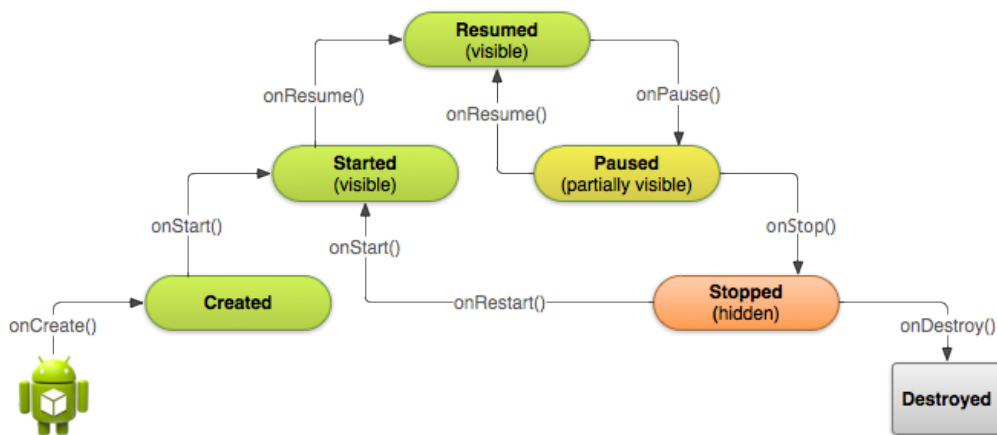 Resumed
(visible)
onResume()
onResume()
onPause()
Started
(visible)
Paused
(partially visible)
onStart()
onStart()
onStop()
Created
onRestart()
Stopped
(hidden)
onCreate()
onDestroy()
Destroyed